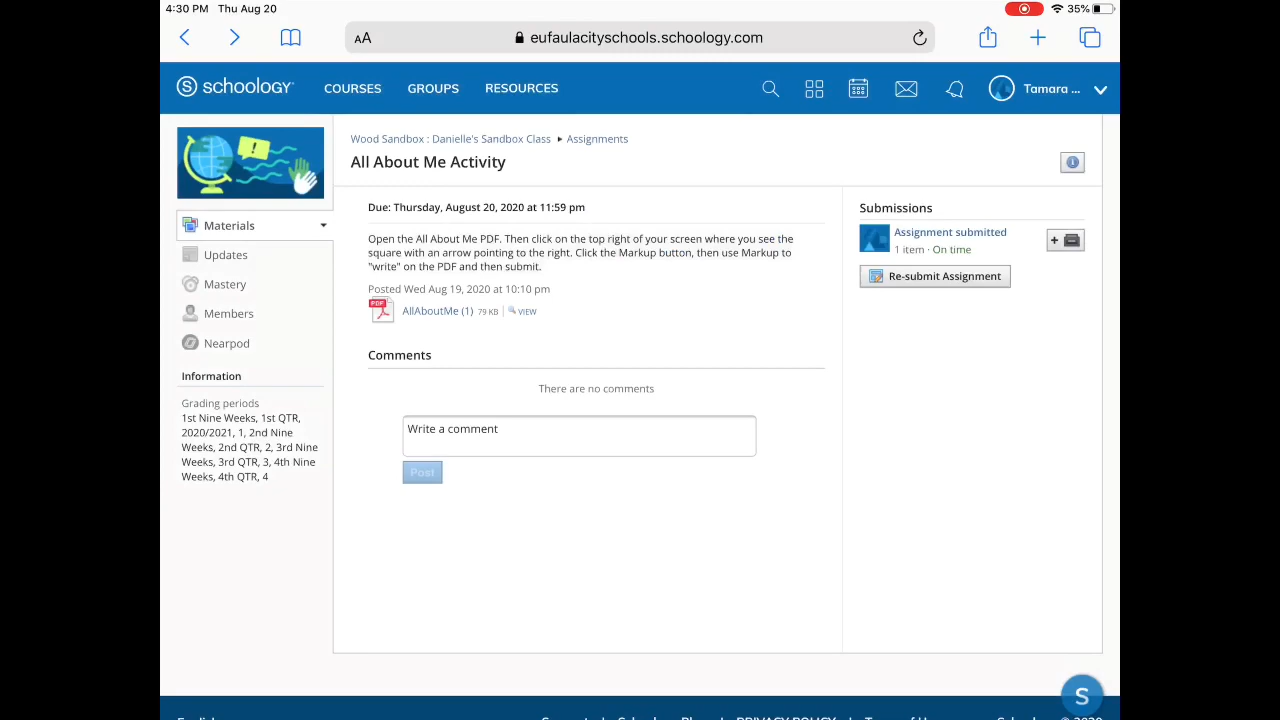 4:30 PM Thu Aug 20
35%
AA eufaulacityschools.schoology.com
S schoology COURSES GROUPS RESOURCES Tamara ...
Wood Sandbox : Danielle's Sandbox Class ▸ Assignments
All About Me Activity
Materials
Updates
Mastery
Members
Nearpod
Information
Grading periods
1st Nine Weeks, 1st QTR,
2020/2021, 1, 2nd Nine
Weeks, 2nd QTR, 2, 3rd Nine
Weeks, 3rd QTR, 3, 4th Nine
Weeks, 4th QTR, 4
Due: Thursday, August 20, 2020 at 11:59 pm
Open the All About Me PDF. Then click on the top right of your screen where you see the
square with an arrow pointing to the right. Click the Markup button, then use Markup to
"write" on the PDF and then submit.
Posted Wed Aug 19, 2020 at 10:10 pm
PDF AllAboutMe (1) 79 KB VIEW
Comments
There are no comments
Write a comment
Post
Submissions
Assignment submitted
1 item · On time
Re-submit Assignment
S
English
PRIVACY POLICY